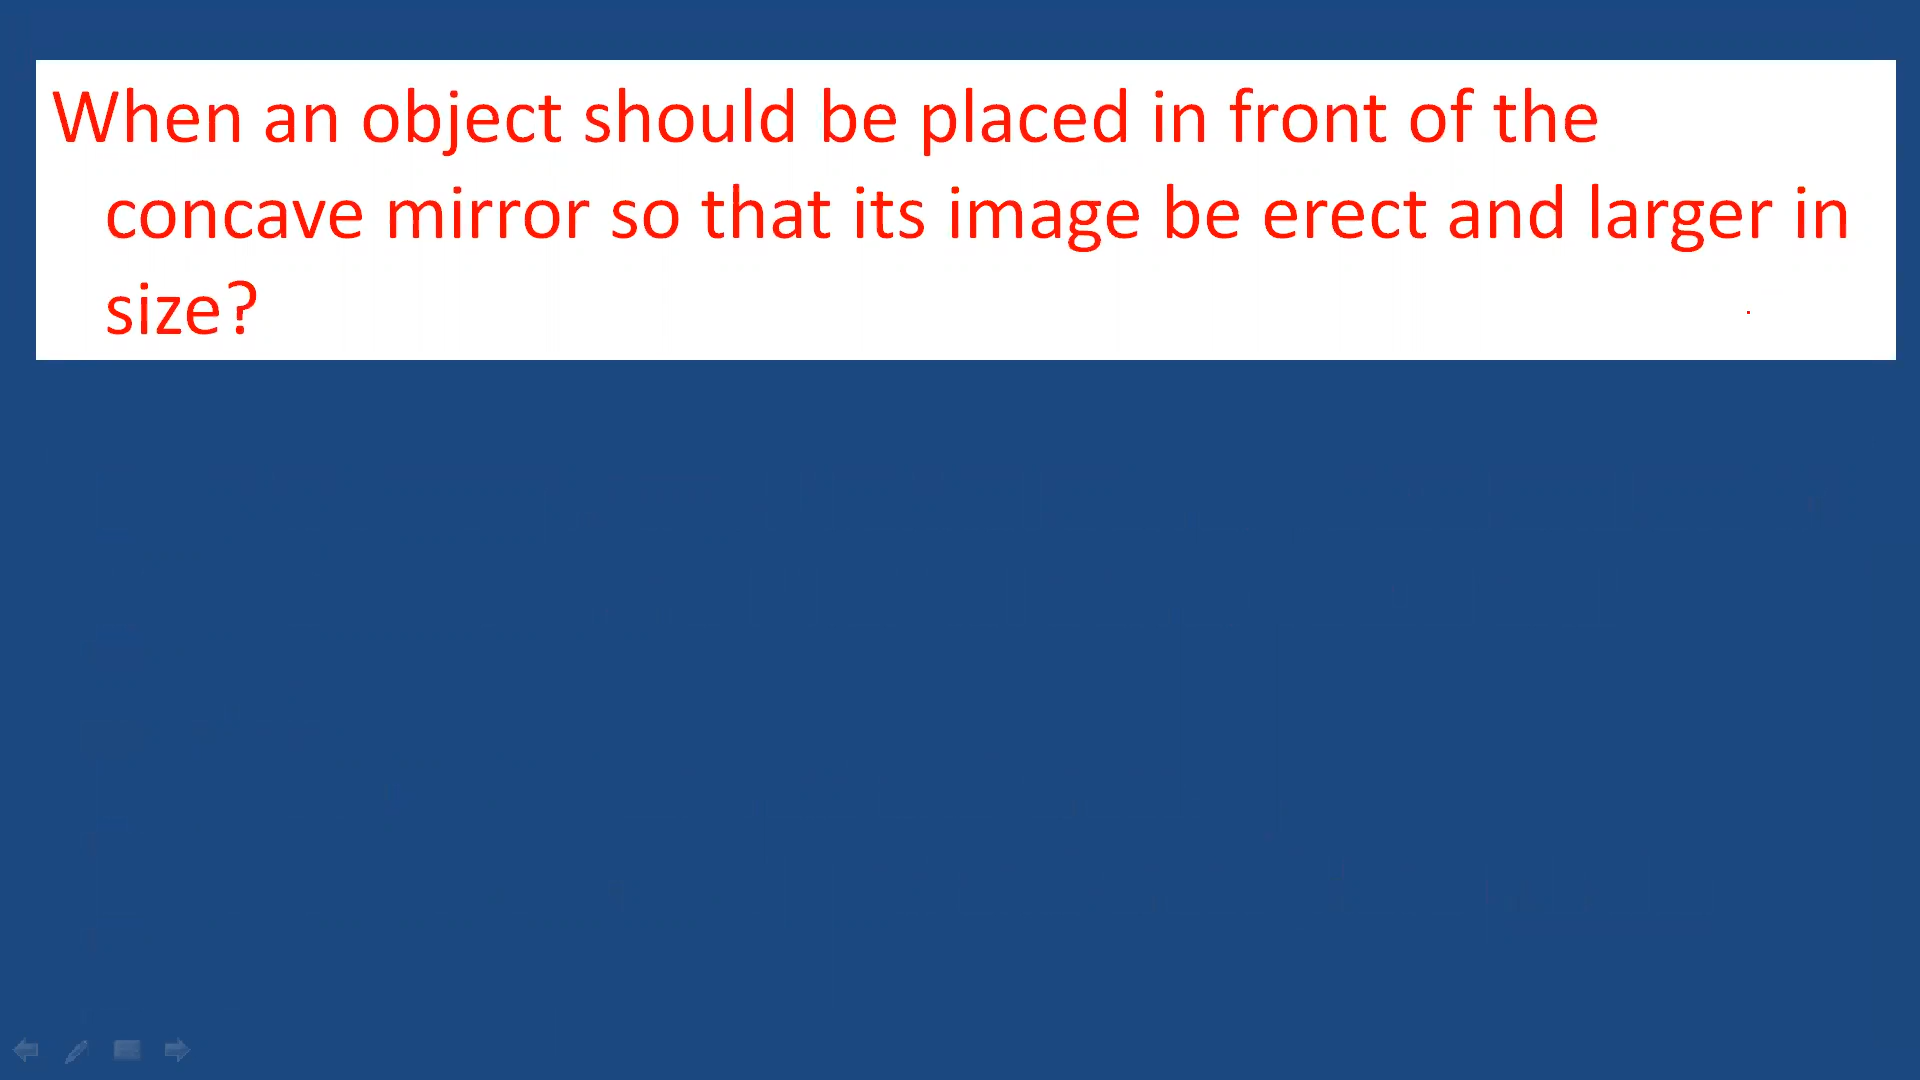 When an object should be placed in front of the
concave mirror so that its image be erect and larger in
size?